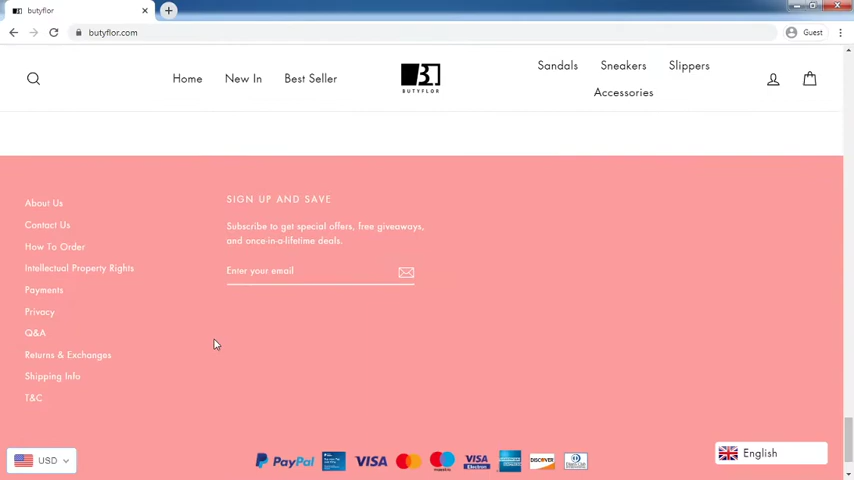 butyflor
butyflor.com
Guest
Home
New In
Best Seller
BUTYFLOR
Sandals
Sneakers
Slippers
Accessories
About Us
Contact Us
How To Order
Intellectual Property Rights
Payments
Privacy
Q&A
Returns & Exchanges
Shipping Info
T&C
SIGN UP AND SAVE
Subscribe to get special offers, free giveaways,
and once-in-a-lifetime deals.
Enter your email
USD
PayPal
VISA
VISA
Electron
DISCOVER
English